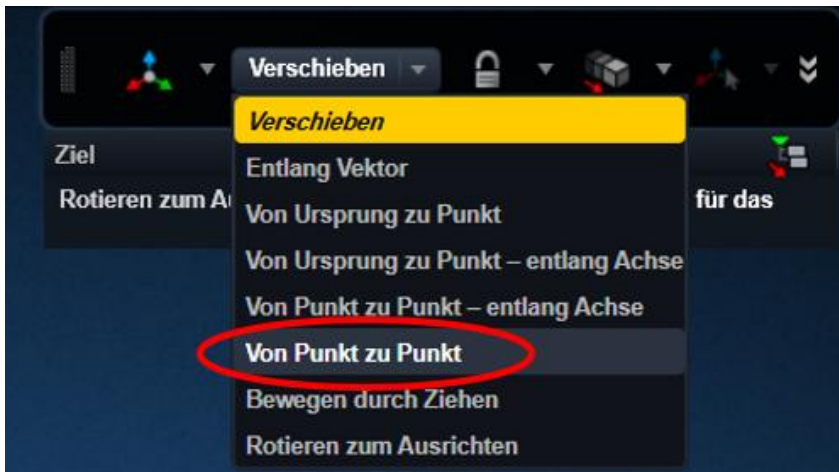 Verschieben
Verschieben
Ziel
Entlang Vektor
Rotieren zum Au
Von Ursprung zu Punkt
für das
Von Ursprung zu Punkt – entlang Achse
Von Punkt zu Punkt – entlang Achse
Von Punkt zu Punkt
Bewegen durch Ziehen
Rotieren zum Ausrichten